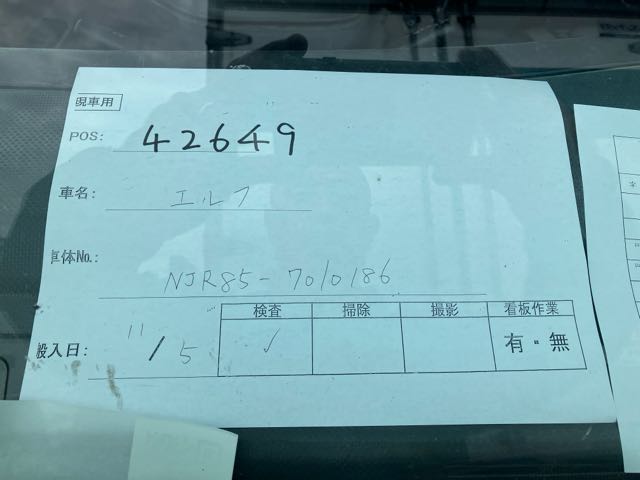 現車用
POS: 42649
車名: エルフ
車体No.: NJR85-7010186
検査 掃除 撮影 看板作業
搬入日: 11/5 ✓ 有・無